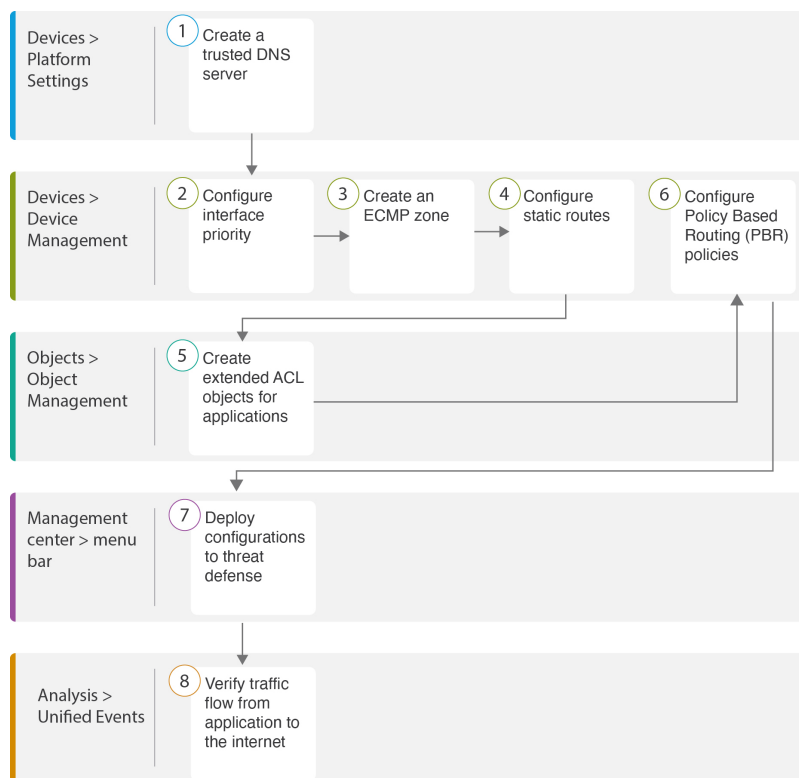 Devices >
Platform
Settings
1
Create a
trusted DNS
server
Devices >
Device
Management
2
Configure
interface
priority
3
Create an
ECMP zone
4
Configure
static routes
6
Configure
Policy Based
Routing (PBR)
policies
Objects >
Object
Management
5
Create
extended ACL
objects for
applications
Management
center > menu
bar
7
Deploy
configurations
to threat
defense
Analysis >
Unified Events
8
Verify traffic
flow from
application to
the internet